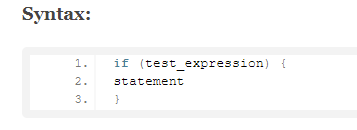 Syntax:
1. if (test_expression) {
2. statement
3. }